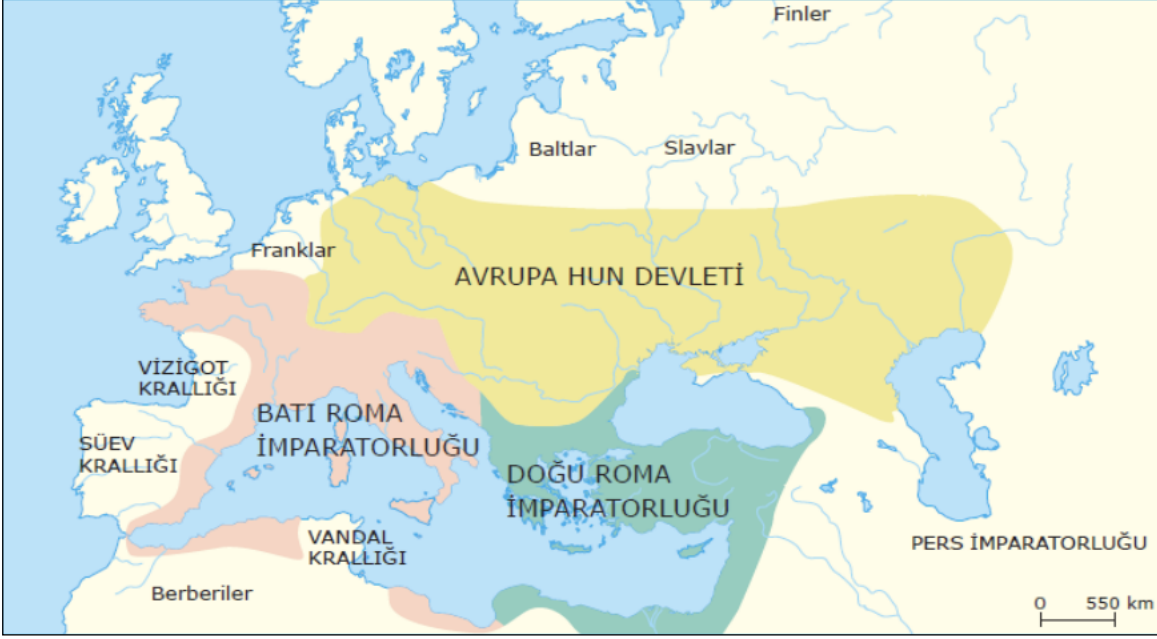 Finler
Baltlar
Slavlar
Franklar
AVRUPA HUN DEVLETİ
VİZİGOT
KRALLIĞI
BATI ROMA
İMPARATORLUĞU
SÜEV
KRALLIĞI
DOĞU ROMA
İMPARATORLUĞU
VANDAL
KRALLIĞI
PERS İMPARATORLUĞU
Berberiler
0 550 km